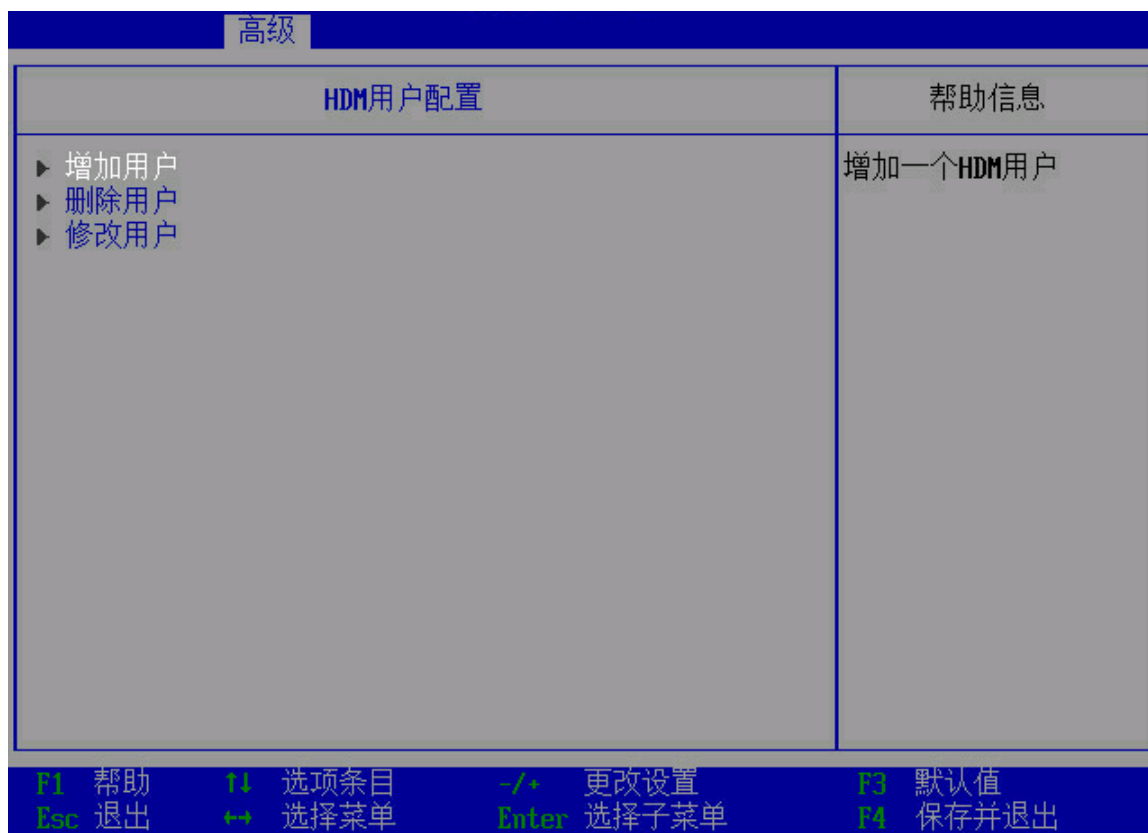 高级
HDM用户配置
帮助信息
增加用户
删除用户
修改用户
增加一个HDM用户
F1 帮助 ↑↓ 选项条目 -/+ 更改设置 F3 默认值
Esc 退出 ↔ 选择菜单 Enter 选择子菜单 F4 保存并退出